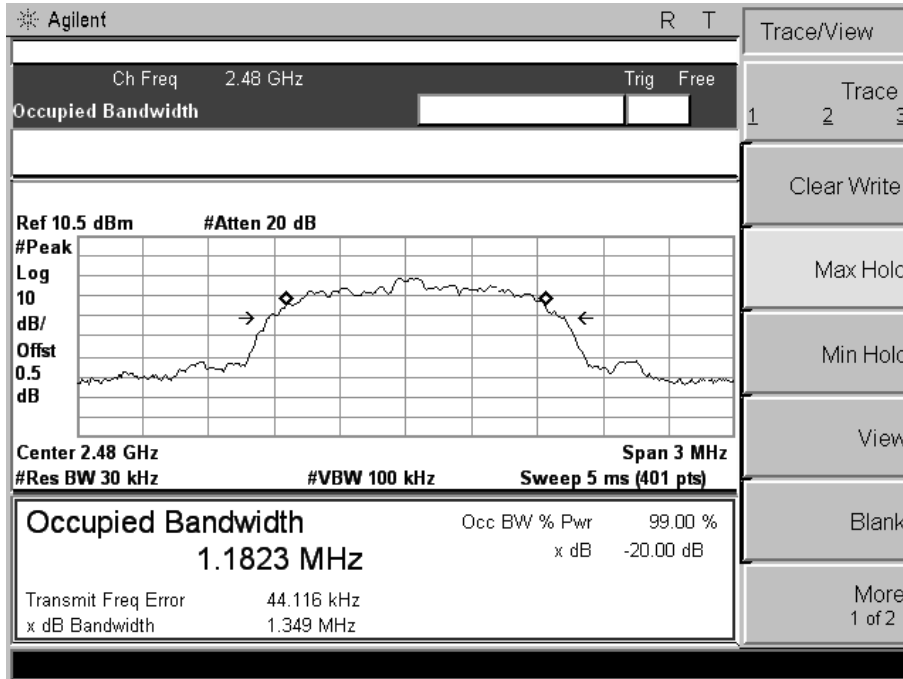 Agilent R T
Trace/View
Ch Freq 2.48 GHz Trig Free
Occupied Bandwidth
Trace
1 2 3
Clear Write
Max Hold
Min Hold
View
Blank
More
1 of 2
Ref 10.5 dBm #Atten 20 dB
#Peak
Log
10
dB/
Offst
0.5
dB
Center 2.48 GHz Span 3 MHz
#Res BW 30 kHz #VBW 100 kHz Sweep 5 ms (401 pts)
Occupied Bandwidth Occ BW % Pwr 99.00 %
1.1823 MHz x dB -20.00 dB
Transmit Freq Error 44.116 kHz
x dB Bandwidth 1.349 MHz